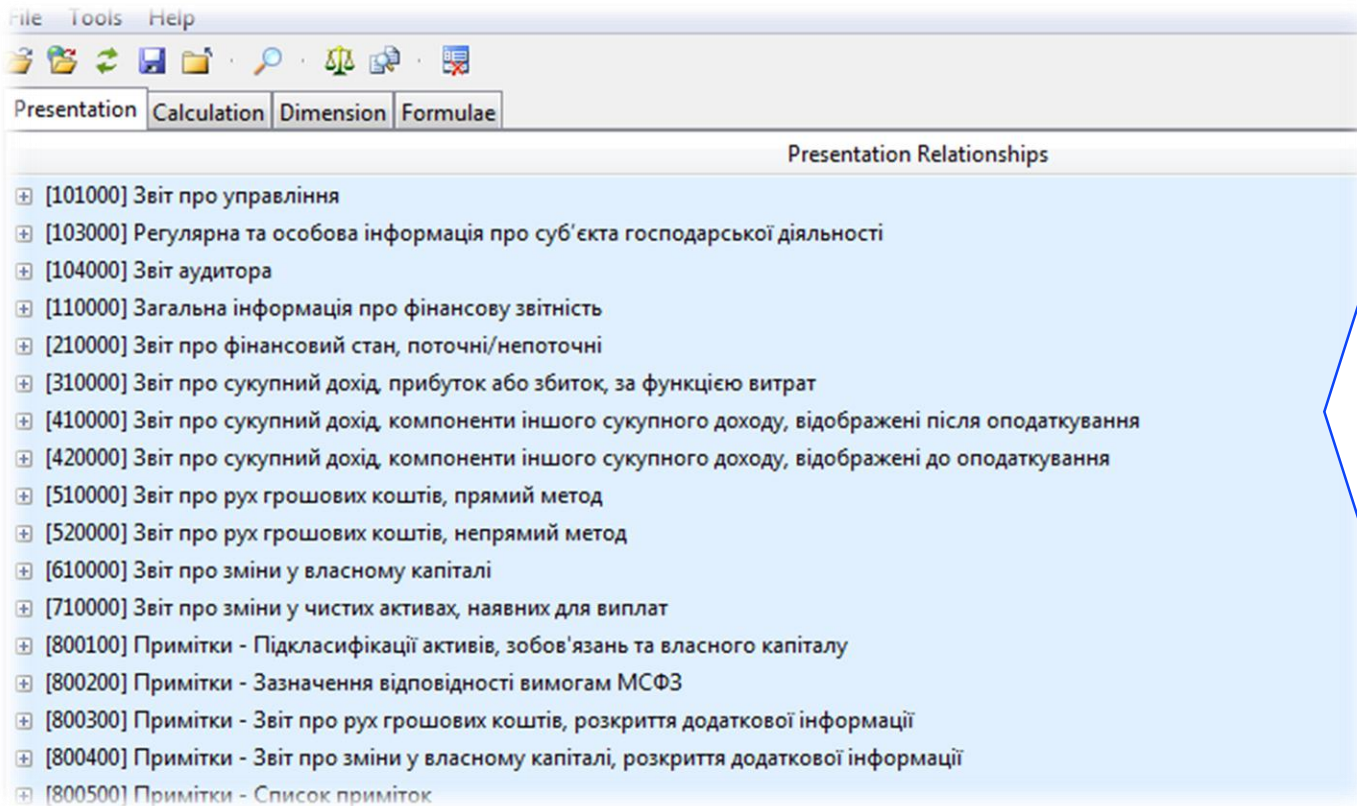 File Tools Help
Presentation Calculation Dimension Formulae
Presentation Relationships
[101000] Звіт про управління
[103000] Регулярна та особова інформація про суб’єкта господарської діяльності
[104000] Звіт аудитора
[110000] Загальна інформація про фінансову звітність
[210000] Звіт про фінансовий стан, поточні/непоточні
[310000] Звіт про сукупний дохід, прибуток або збиток, за функцією витрат
[410000] Звіт про сукупний дохід, компоненти іншого сукупного доходу, відображені після оподаткування
[420000] Звіт про сукупний дохід, компоненти іншого сукупного доходу, відображені до оподаткування
[510000] Звіт про рух грошових коштів, прямий метод
[520000] Звіт про рух грошових коштів, непрямий метод
[610000] Звіт про зміни у власному капіталі
[710000] Звіт про зміни у чистих активах, наявних для виплат
[800100] Примітки - Підкласифікації активів, зобов'язань та власного капіталу
[800200] Примітки - Зазначення відповідності вимогам МСФЗ
[800300] Примітки - Звіт про рух грошових коштів, розкриття додаткової інформації
[800400] Примітки - Звіт про зміни у власному капіталі, розкриття додаткової інформації
[800500] Примітки - Список приміток